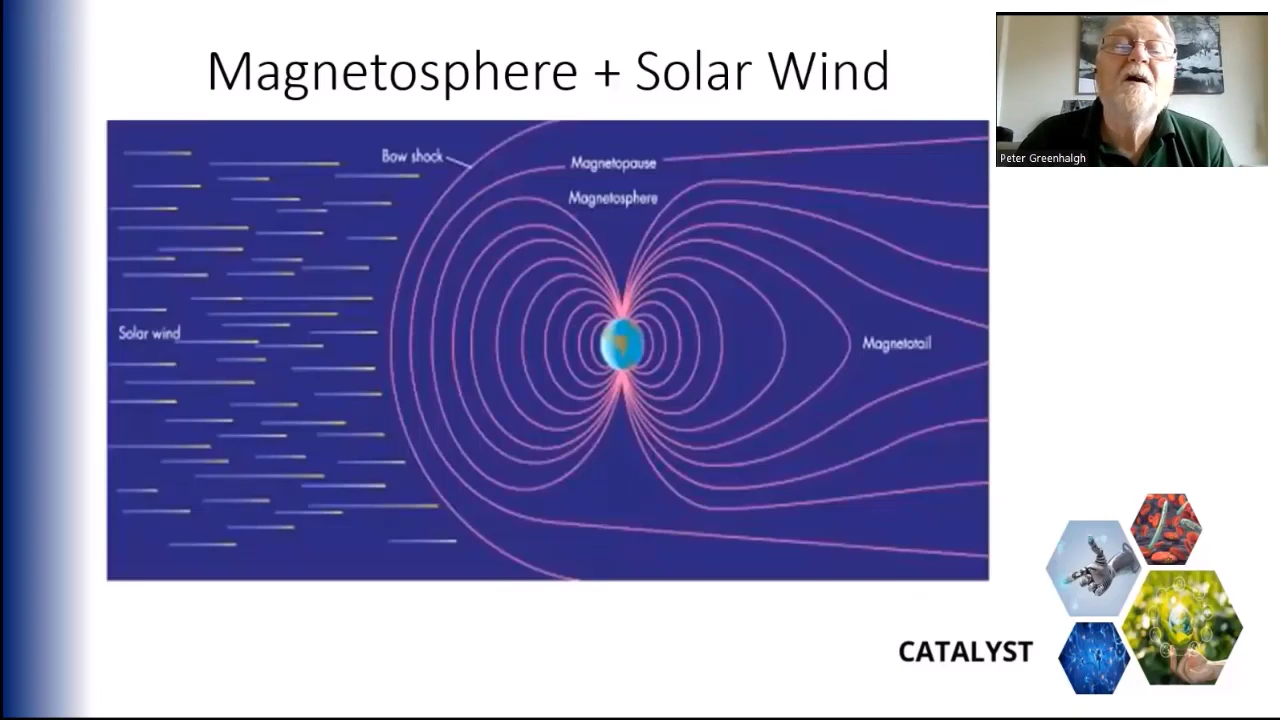 Magnetosphere + Solar Wind
Peter Greenhalgh
Bow shock
Magnetopause
Magnetosphere
Solar wind
Magnetotail
CATALYST